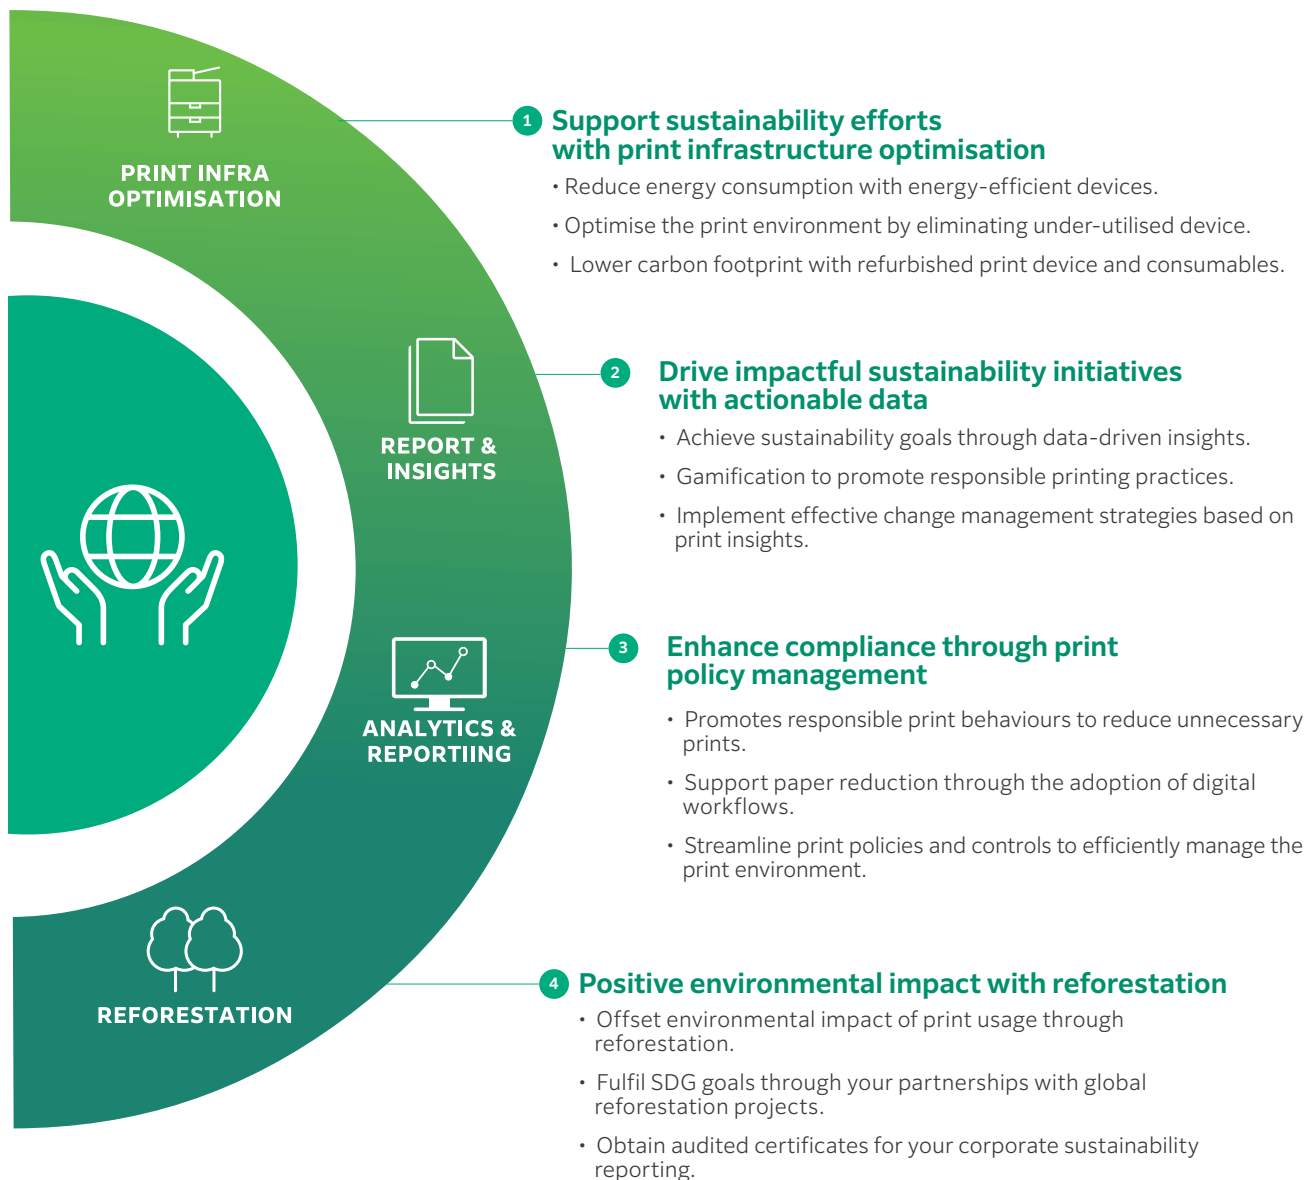 PRINT INFRA
OPTIMISATION
1
Support sustainability efforts
with print infrastructure optimisation
• Reduce energy consumption with energy-efficient devices.
• Optimise the print environment by eliminating under-utilised device.
• Lower carbon footprint with refurbished print device and consumables.
REPORT &
INSIGHTS
2
Drive impactful sustainability initiatives
with actionable data
• Achieve sustainability goals through data-driven insights.
• Gamification to promote responsible printing practices.
• Implement effective change management strategies based on
print insights.
ANALYTICS &
REPORTIING
3
Enhance compliance through print
policy management
• Promotes responsible print behaviours to reduce unnecessary
prints.
• Support paper reduction through the adoption of digital
workflows.
• Streamline print policies and controls to efficiently manage the
print environment.
REFORESTATION
4
Positive environmental impact with reforestation
• Offset environmental impact of print usage through
reforestation.
• Fulfil SDG goals through your partnerships with global
reforestation projects.
• Obtain audited certificates for your corporate sustainability
reporting.